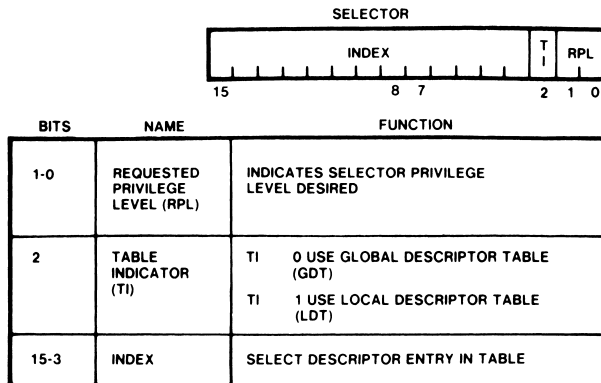 SELECTOR
INDEX
T
I
RPL
15 8 7 2 1 0
BITS NAME FUNCTION
1-0
REQUESTED
PRIVILEGE
LEVEL (RPL)
INDICATES SELECTOR PRIVILEGE
LEVEL DESIRED
2
TABLE
INDICATOR
(TI)
TI 0 USE GLOBAL DESCRIPTOR TABLE
(GDT)
TI 1 USE LOCAL DESCRIPTOR TABLE
(LDT)
15-3
INDEX
SELECT DESCRIPTOR ENTRY IN TABLE